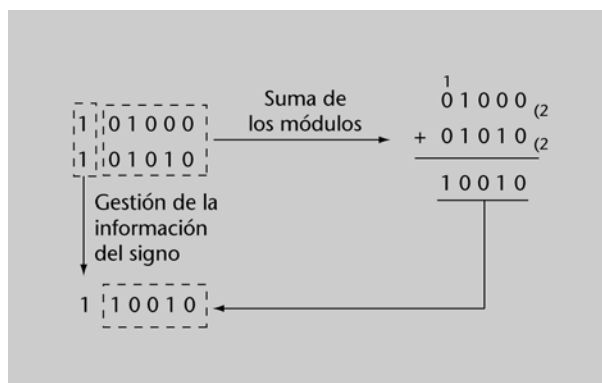 1 01000
1 01010
Suma de
los módulos
1
01000(2
+ 01010(2
10010
Gestión de la
información
del signo
1 10010